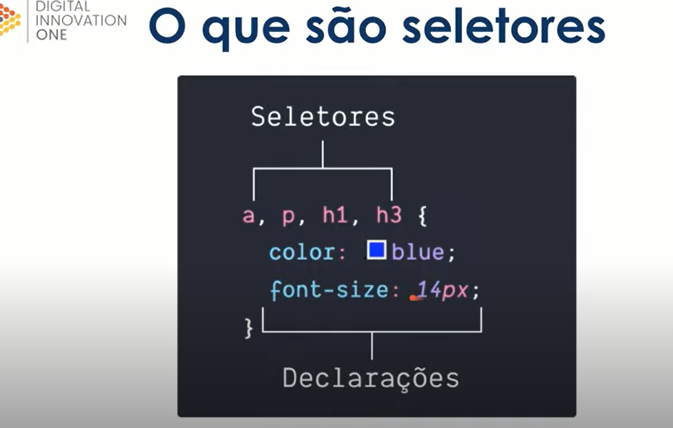 DIGITAL
INNOVATION
ONE
O que são seletores
Seletores
a, p, h1, h3 {
color: blue;
font-size: 14px;
}
Declarações